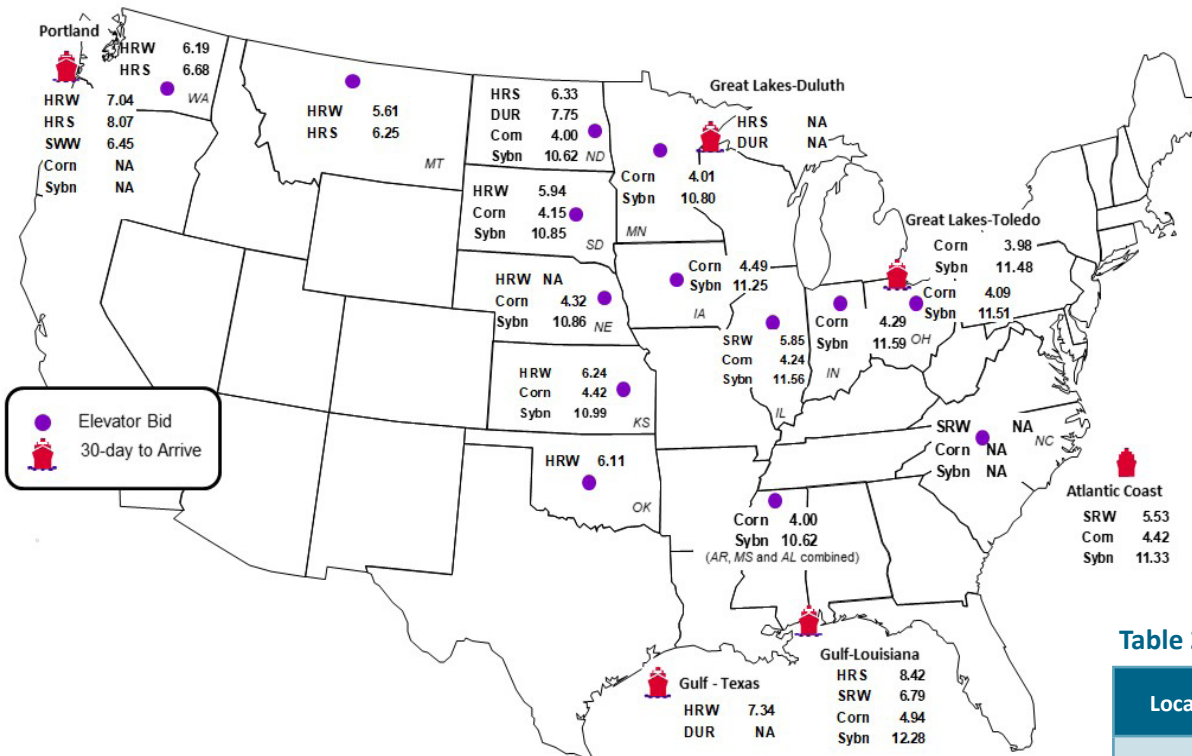 Portland
HRW 7.04
HRS 8.07
SWW 6.45
Corn NA
Sybn NA
HRW 6.19
HRS 6.68
WA
HRW 5.61
HRS 6.25
MT
HRS 6.33
DUR 7.75
Corn 4.00
Sybn 10.62 ND
HRW 5.94
Corn 4.15
Sybn 10.85
SD
HRW NA
Corn 4.32
Sybn 10.86 NE
HRW 6.24
Corn 4.42
Sybn 10.99
KS
HRW 6.11
OK
Great Lakes-Duluth
HRS NA
DUR NA
Corn 4.01
Sybn 10.80
MN
Corn 4.49
Sybn 11.25
IA
SRW 5.85
Corn 4.24
Sybn 11.56
IL
Great Lakes-Toledo
Corn 3.98
Sybn 11.48
Corn 4.09
Sybn 11.51
OH
Corn 4.29
Sybn 11.59
IN
SRW NA
Corn NA
Sybn NA
NC
Atlantic Coast
SRW 5.53
Corn 4.42
Sybn 11.33
Corn 4.00
Sybn 10.62
(AR, MS and AL combined)
Gulf-Louisiana
HRS 8.42
SRW 6.79
Corn 4.94
Sybn 12.28
Gulf - Texas
HRW 7.34
DUR NA
Elevator Bid
30-day to Arrive
Table
Loca